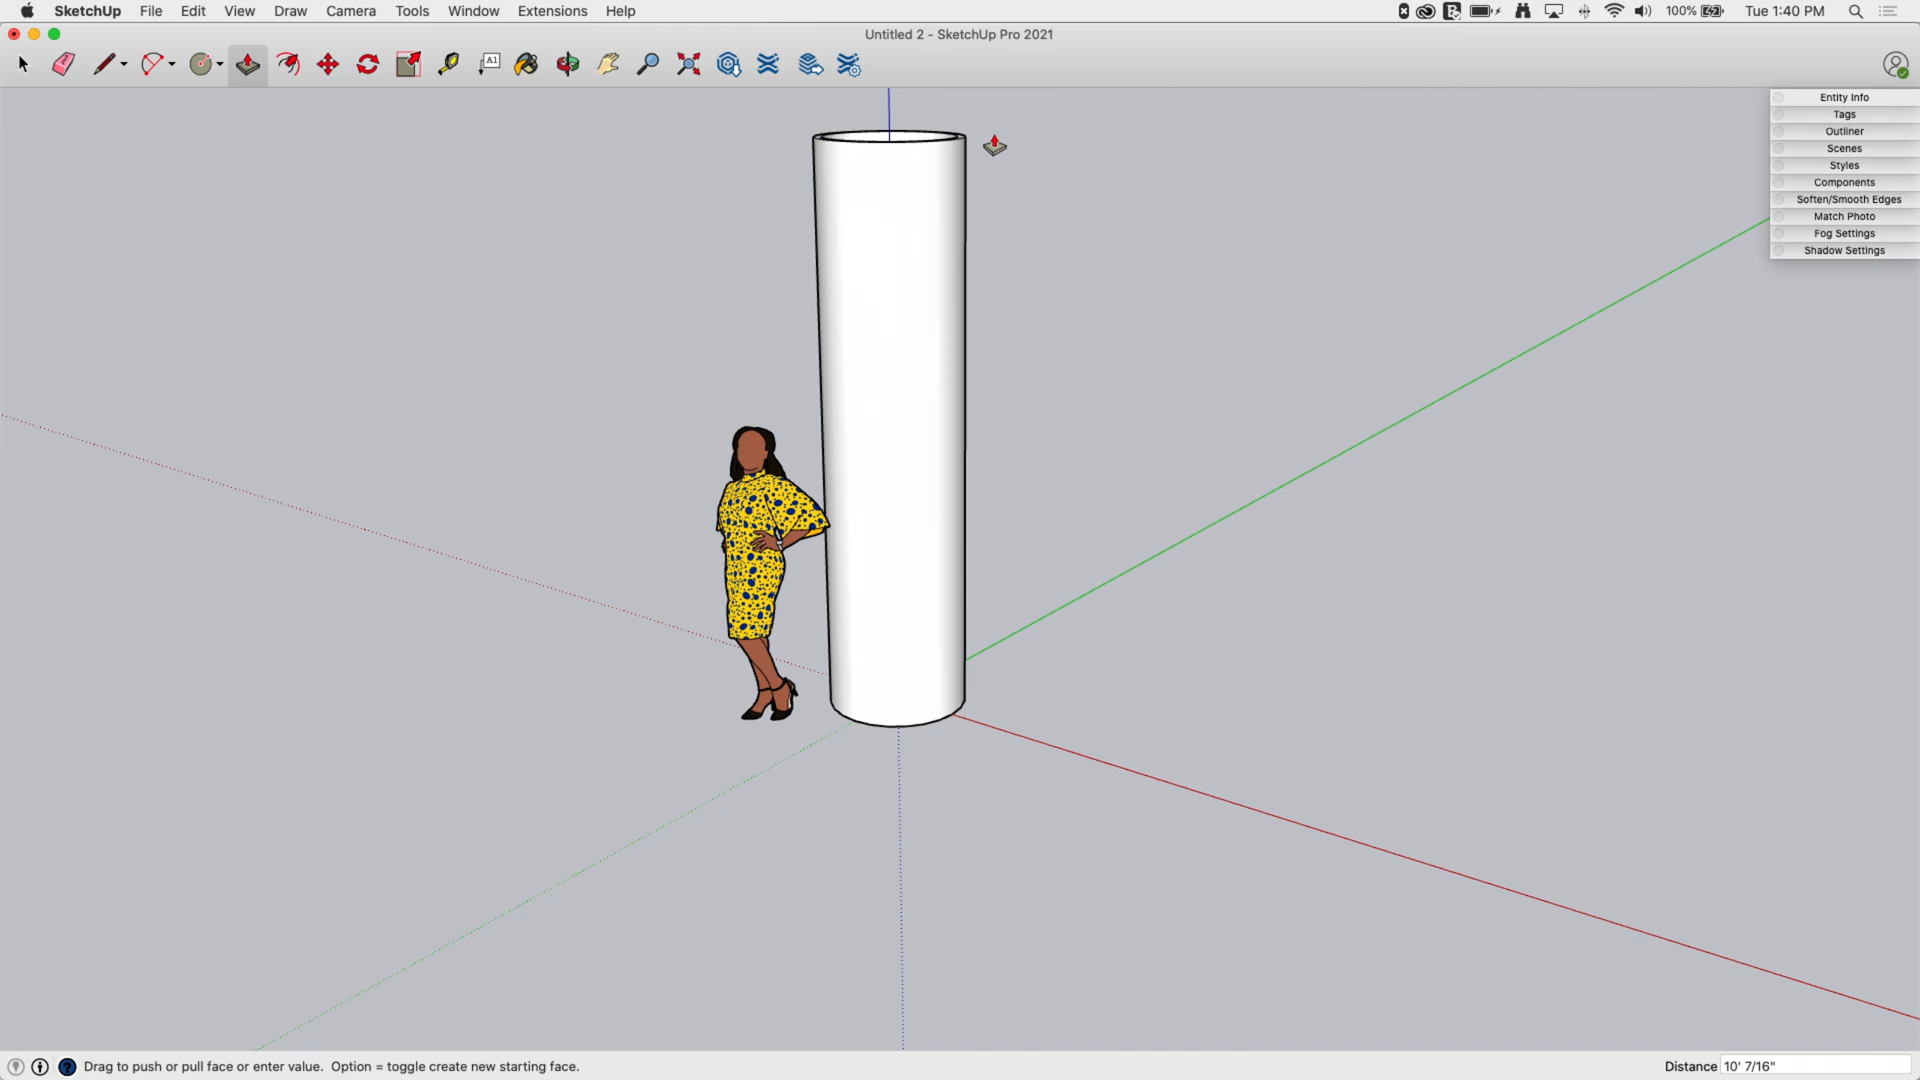 SketchUp File Edit View Draw Camera Tools Window Extensions Help 100% Tue 1:40 PM
Untitled 2 - SketchUp Pro 2021
A1
Entity Info
Tags
Outliner
Scenes
Styles
Components
Soften/Smooth Edges
Match Photo
Fog Settings
Shadow Settings
Drag to push or pull face or enter value. Option = toggle create new starting face. Distance 10' 7/16"